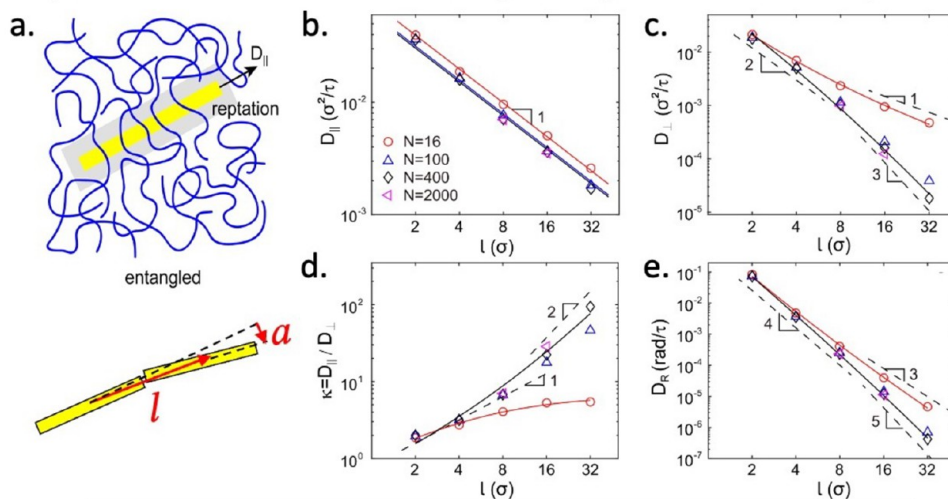 a.
D||
reptation
entangled
a
l
b.
D|| (σ²/τ)
10⁻²
10⁻³
1
N=16
N=100
N=400
N=2000
2 4 8 16 32
l (σ)
c.
D⊥ (σ²/τ)
10⁻²
10⁻³
10⁻⁴
10⁻⁵
2
1
3
2 4 8 16 32
l (σ)
d.
κ=D|| / D⊥
10²
10¹
10⁰
2
1
2 4 8 16 32
l (σ)
e.
D_R (rad/τ)
10⁻¹
10⁻²
10⁻³
10⁻⁴
10⁻⁵
10⁻⁶
10⁻⁷
4
3
5
2 4 8 16 32
l (σ)